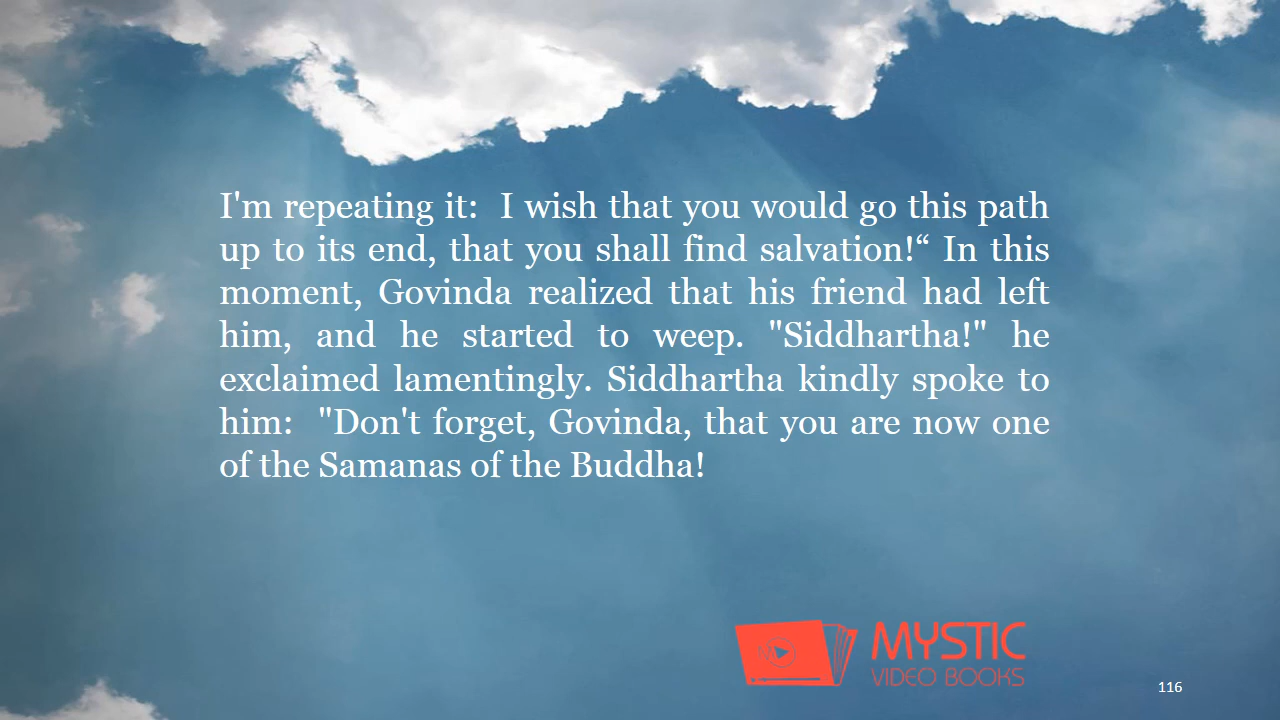 I'm repeating it:  I wish that you would go this path
up to its end, that you shall find salvation!“ In this
moment, Govinda realized that his friend had left
him, and he started to weep. "Siddhartha!" he
exclaimed lamentingly. Siddhartha kindly spoke to
him:  "Don't forget, Govinda, that you are now one
of the Samanas of the Buddha!
MYSTIC
VIDEO BOOKS
116